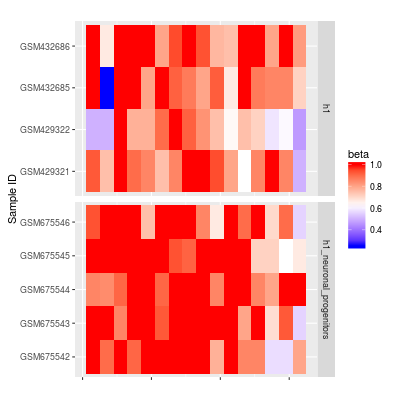 GSM432686
GSM432685
GSM429322
GSM429321
h1
GSM675546
GSM675545
GSM675544
GSM675543
GSM675542
h1_neuronal_progenitors
Sample ID
beta
1.0
0.8
0.6
0.4